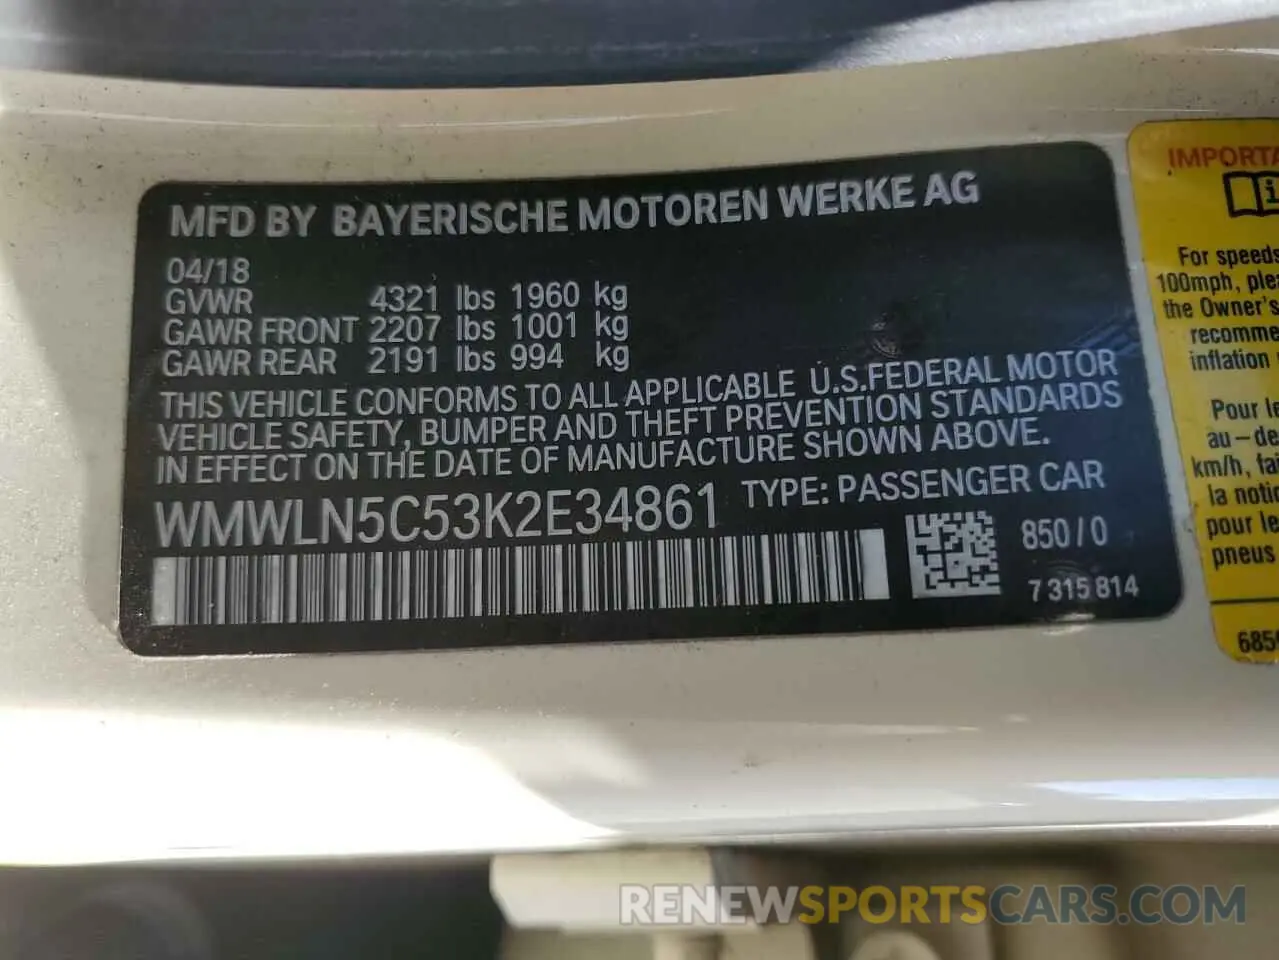 MFD BY BAYERISCHE MOTOREN WERKE AG
04/18
GVWR 4321 lbs 1960 kg
GAWR FRONT 2207 lbs 1001 kg
GAWR REAR 2191 lbs 994 kg
THIS VEHICLE CONFORMS TO ALL APPLICABLE U.S.FEDERAL MOTOR
VEHICLE SAFETY, BUMPER AND THEFT PREVENTION STANDARDS
IN EFFECT ON THE DATE OF MANUFACTURE SHOWN ABOVE.
WMWLN5C53K2E34861 TYPE: PASSENGER CAR
850/0
7 315 814
IMPORTA
For speeds
100mph, plea
the Owner's
recomme
inflation
Pour le
au-de
km/h, fai
la notic
pour le
pneus
685
RENEWSPORTSCARS.COM